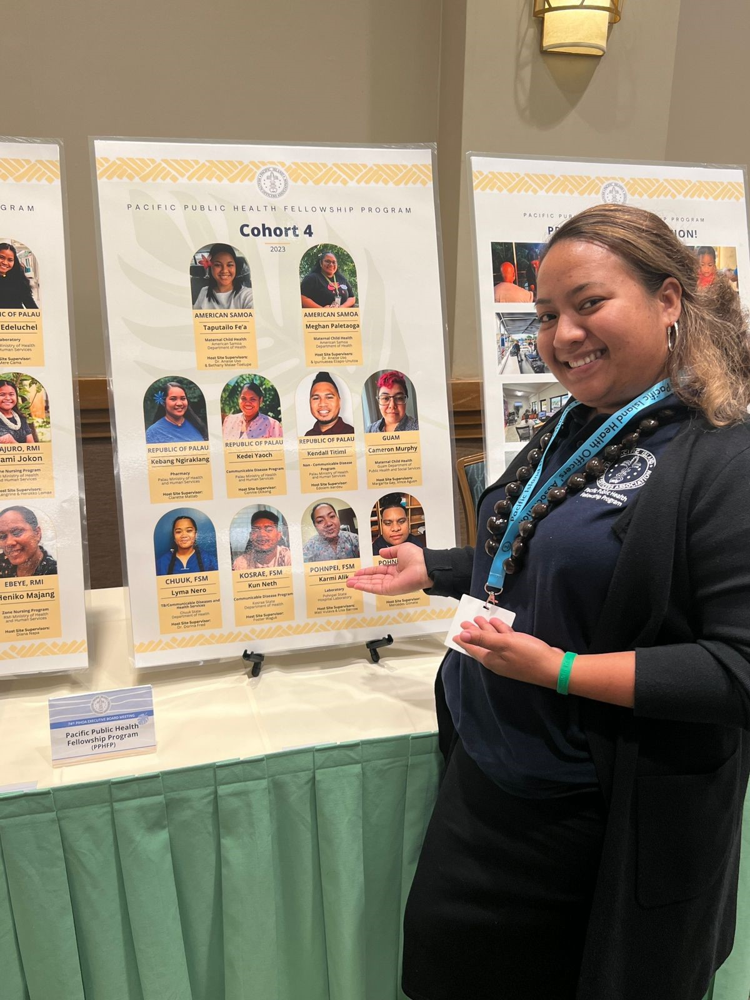 GRAM
IC OF PALAU
Edeluchel
aboratory
Ministry of Health
Human Services
Host Site Supervisor:
Mere Cama
AJURO, RMI
ami Jokon
one Nursing Program
MI Ministry of Health
and Human Services
Host Site Supervisors:
Langrine & Herokko Lomae
EBEYE, RMI
Heniko Majang
Zone Nursing Program
RMI Ministry of Health
and Human Services
Host Site Supervisors:
Diana Napa
PACIFIC ISLAND HEALTH OFFICERS ASSOCIATION
PACIFIC PUBLIC HEALTH FELLOWSHIP PROGRAM
Cohort 4
2023
AMERICAN SAMOA
Taputailo Fe'a
Maternal Child Health
American Samoa
Department of Health
Host Site Supervisors:
Dr. Anaise Uso
& Bethany Malae-Toelupe
AMERICAN SAMOA
Meghan Paletaoga
Maternal Child Health
American Samoa
Department of Health
Host Site Supervisors:
Dr. Anaise Uso
& Ipuniuesea Eliapo-Unutoa
REPUBLIC OF PALAU
Kebang Ngiraklang
Pharmacy
Palau Ministry of Health
and Human Services
Host Site Supervisor:
Clarette Matlab
REPUBLIC OF PALAU
Kedei Yaoch
Communicable Disease Program
Palau Ministry of Health
and Human Services
Host Site Supervisor:
Connie Olikong
REPUBLIC OF PALAU
Kendall Titiml
Non - Communicable Disease
Program
Palau Ministry of Health
and Human Services
Host Site Supervisor:
Edolem Ikerdeu
GUAM
Cameron Murphy
Maternal Child Health
Guam Department of
Public Health and Social Services
Host Site Supervisor:
Margarita Gay, Vince Aguon
CHUUK, FSM
Lyma Nero
TB/Communicable Diseases and
Health Services
Chuuk State
Department of Health
Host Site Supervisor:
Dr. Dorina Fred
KOSRAE, FSM
Kun Neth
Communicable Disease Program
Kosrae State
Department of Health
Host Site Supervisor:
Foster Waguk
POHNPEI, FSM
Karmi Alik
Laboratory
Pohnpei State
Hospital Laboratory
Host Site Supervisors:
Wati Vulava & Lisa Barrow
POHN
Mercedes Gilmete
PACIFIC PUB
P PROGRAM
PR
ION!
Pacific Island Health Officers' Association
PACIFIC ISLAND
OFFICERS ASSOCIATION
Pacific Public Health
Fellowship Program
74th PIHOA EXECUTIVE BOARD MEETING
Pacific Public Health
Fellowship Program
(PPHFP)